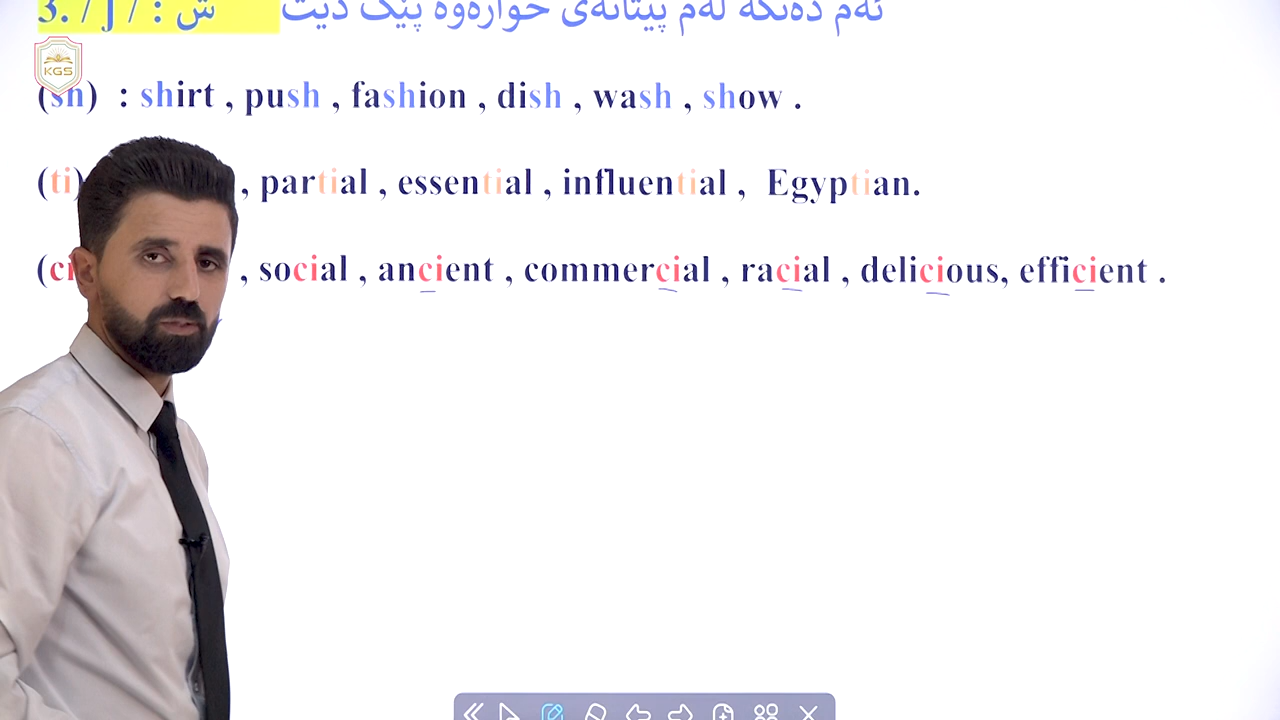 3. / ʃ / : ش ئەم دەنگە لەم پیتانەی خوارەوە پێک دێت
KGS
(sh) : shirt , push , fashion , dish , wash , show .
(ti) , partial , essential , influential , Egyptian.
(ci , social , ancient , commercial , racial , delicious, efficient .